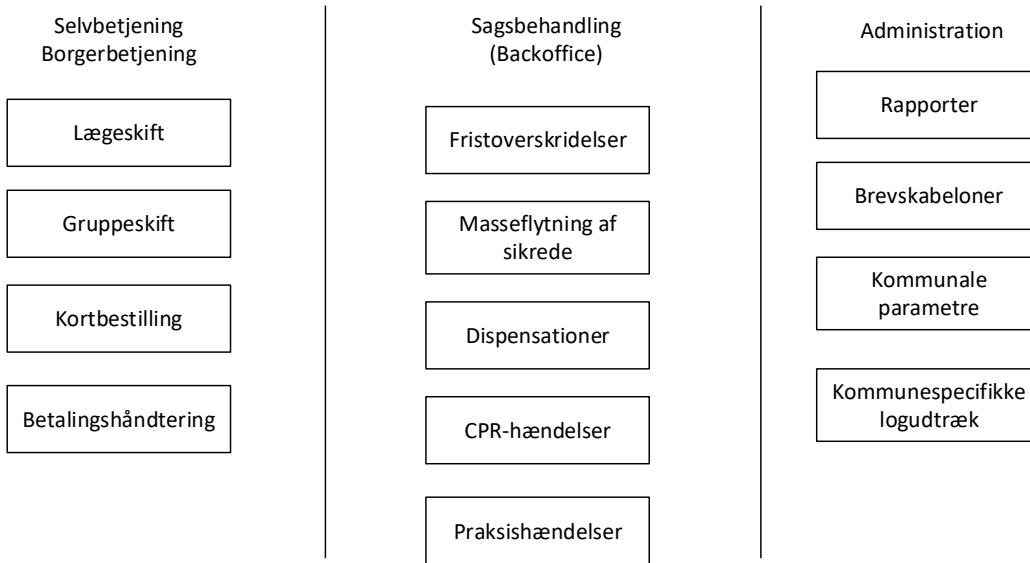 Selvbetjening
Borgerbetjening
Lægeskift
Gruppeskift
Kortbestilling
Betalingshåndtering
Sagsbehandling
(Backoffice)
Fristoverskridelser
Masseflytning af
sikrede
Dispensationer
CPR-hændelser
Praksishændelser
Administration
Rapporter
Brevskabeloner
Kommunale
parametre
Kommunespecifikke
logudtræk